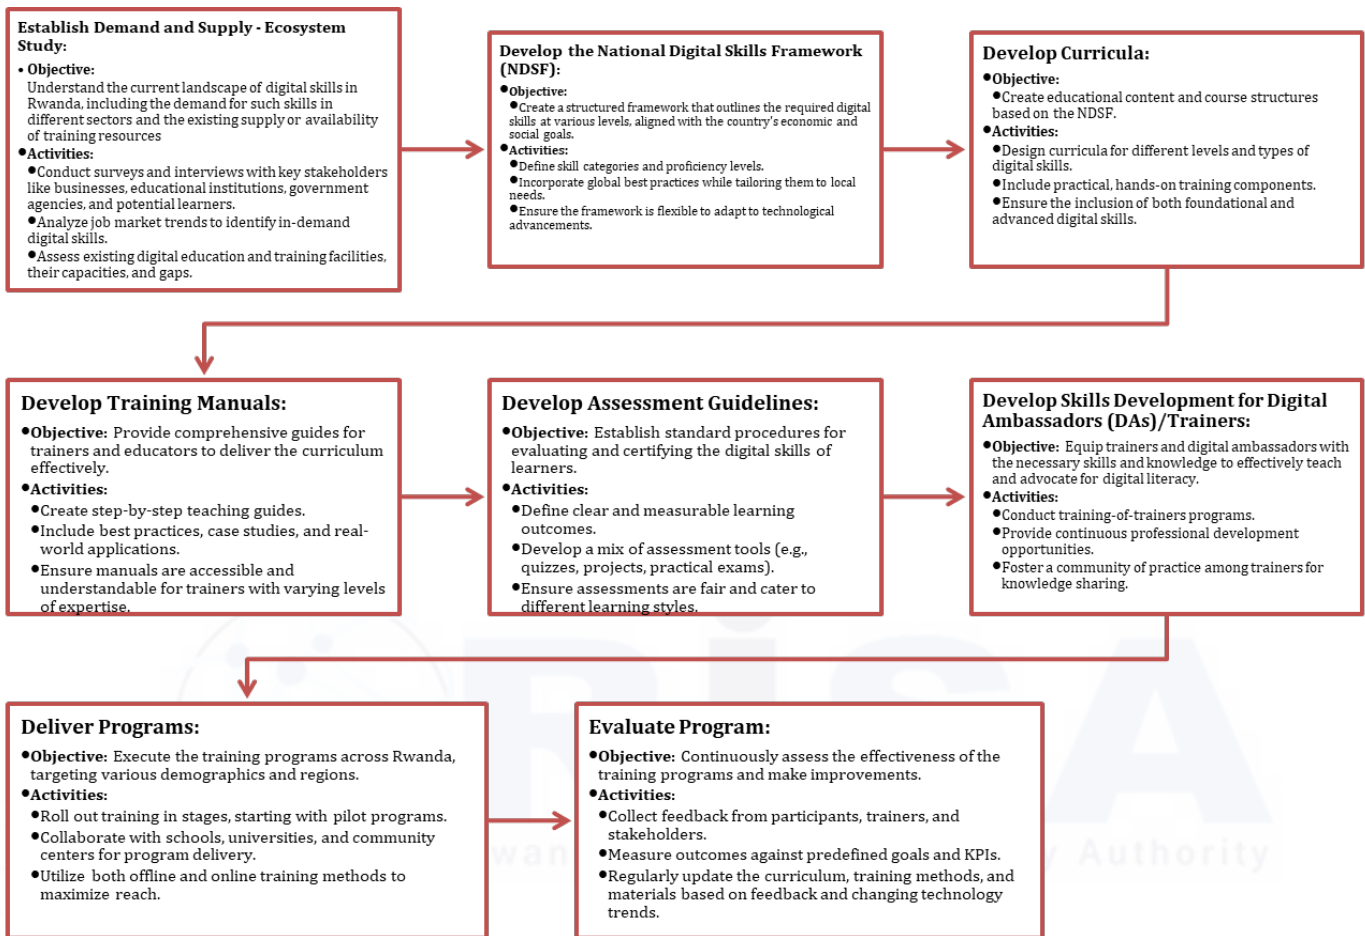 Establish Demand and Supply - Ecosystem
Study:
• Objective:
Understand the current landscape of digital skills in
Rwanda, including the demand for such skills in
different sectors and the existing supply or availability
of training resources
●Activities:
●Conduct surveys and interviews with key stakeholders
like businesses, educational institutions, government
agencies, and potential learners.
●Analyze job market trends to identify in-demand
digital skills.
●Assess existing digital education and training facilities,
their capacities, and gaps.
Develop the National Digital Skills Framework
(NDSF):
●Objective:
●Create a structured framework that outlines the required digital
skills at various levels, aligned with the country's economic and
social goals.
●Activities:
●Define skill categories and proficiency levels.
●Incorporate global best practices while tailoring them to local
needs.
●Ensure the framework is flexible to adapt to technological
advancements.
Develop Curricula:
●Objective:
●Create educational content and course structures
based on the NDSF.
●Activities:
●Design curricula for different levels and types of
digital skills.
●Include practical, hands-on training components.
●Ensure the inclusion of both foundational and
advanced digital skills.
Develop Training Manuals:
●Objective: Provide comprehensive guides for
trainers and educators to deliver the curriculum
effectively.
●Activities:
●Create step-by-step teaching guides.
●Include best practices, case studies, and real-
world applications.
●Ensure manuals are accessible and
understandable for trainers with varying levels
of expertise.
Develop Assessment Guidelines:
●Objective: Establish standard procedures for
evaluating and certifying the digital skills of
learners.
●Activities:
●Define clear and measurable learning
outcomes.
●Develop a mix of assessment tools (e.g.,
quizzes, projects, practical exams).
●Ensure assessments are fair and cater to
different learning styles.
Develop Skills Development for Digital
Ambassadors (DAs)/Trainers:
●Objective: Equip trainers and digital ambassadors with
the necessary skills and knowledge to effectively teach
and advocate for digital literacy.
●Activities:
●Conduct training-of-trainers programs.
●Provide continuous professional development
opportunities.
●Foster a community of practice among trainers for
knowledge sharing.
Deliver Programs:
●Objective: Execute the training programs across Rwanda,
targeting various demographics and regions.
●Activities:
●Roll out training in stages, starting with pilot programs.
●Collaborate with schools, universities, and community
centers for program delivery.
●Utilize both offline and online training methods to
maximize reach.
Evaluate Program:
●Objective: Continuously assess the effectiveness of the
training programs and make improvements.
●Activities:
●Collect feedback from participants, trainers, and
stakeholders.
●Measure outcomes against predefined goals and KPIs.
●Regularly update the curriculum, training methods, and
materials based on feedback and changing technology
trends.
RiSA
Authority